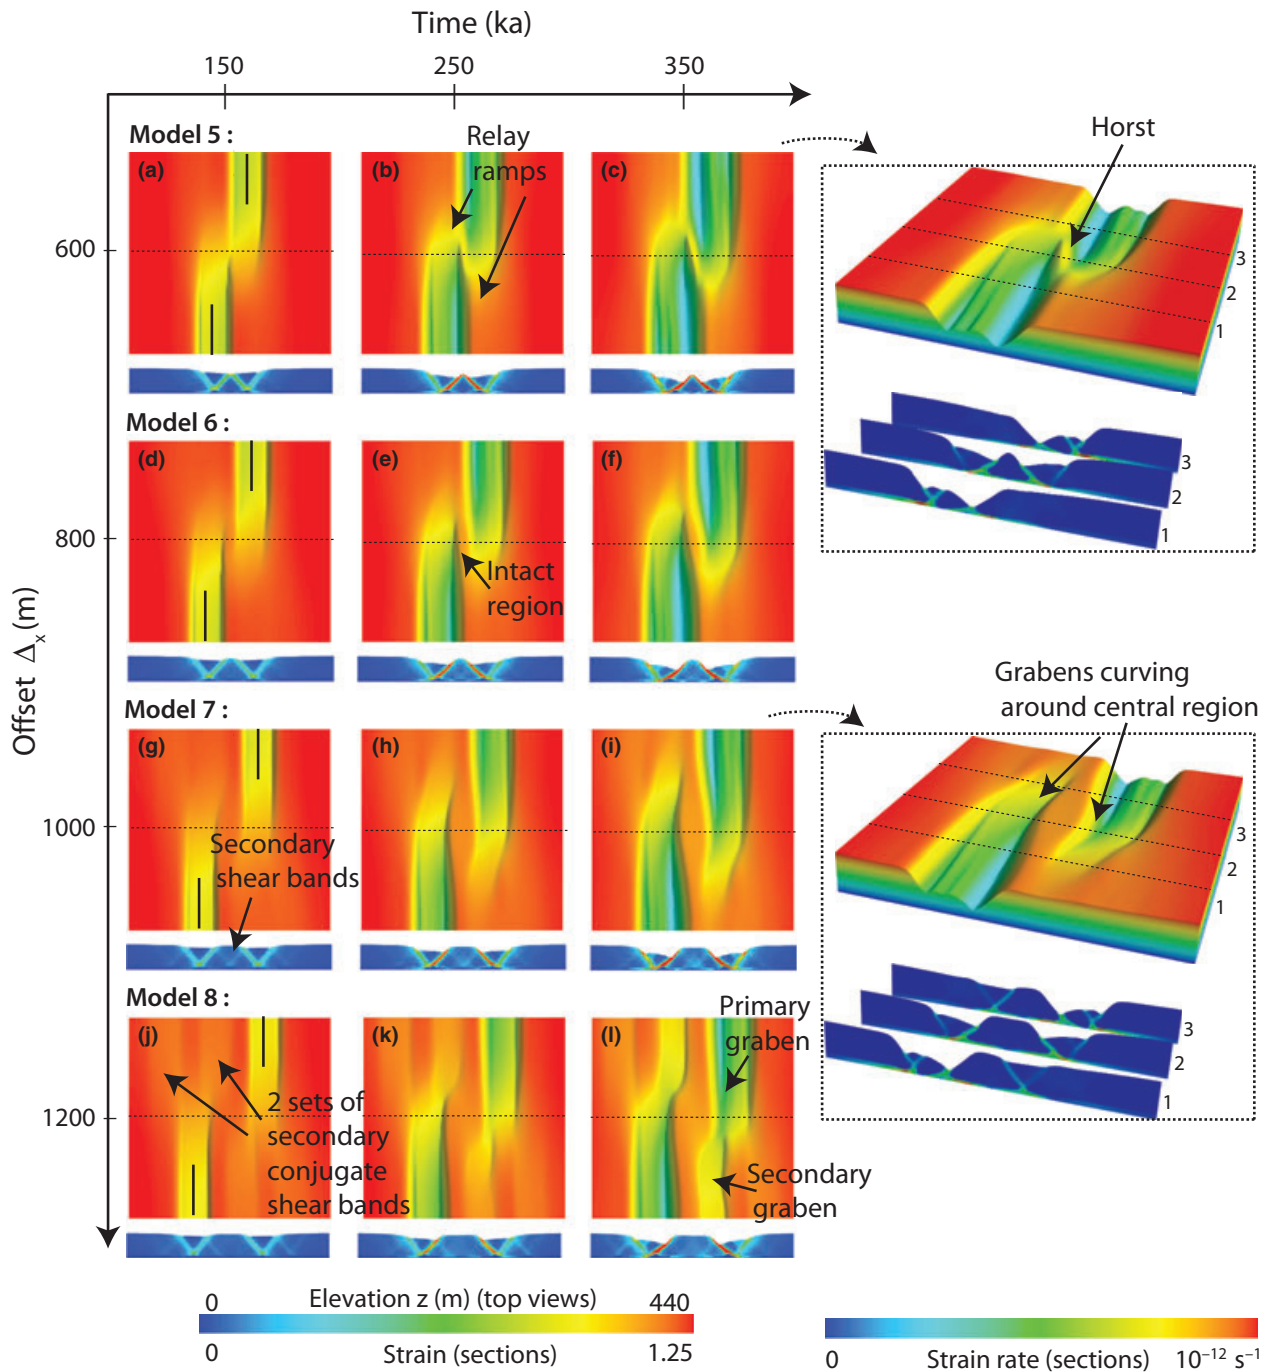 Time (ka)
150
250
350
Offset Δx (m)
600
800
1000
1200
Model 5 :
(a)
(b)
(c)
Relay
ramps
Horst
3
2
1
3
2
1
Model 6 :
(d)
(e)
(f)
Intact
region
Model 7 :
(g)
(h)
(i)
Secondary
shear bands
Grabens curving
around central region
3
2
1
3
2
1
Model 8 :
(j)
(k)
(l)
2 sets of
secondary
conjugate
shear bands
Primary
graben
Secondary
graben
0 Elevation z (m) (top views) 440
0 Strain (sections) 1.25
0 Strain rate (sections) 10⁻¹² s⁻¹